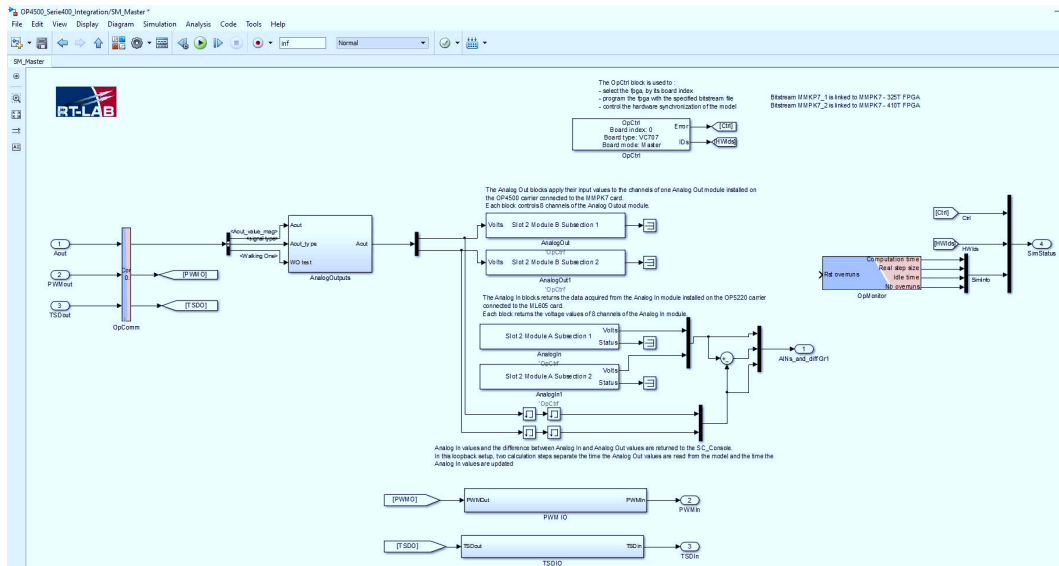 OP4500_Serie400_Integration/SM_Master *
File Edit View Display Diagram Simulation Analysis Code Tools Help
inf
Normal
SM_Master
RT-LAB
The OpCtrl block is used to :
- select the fpga, by its board index
- program the fpga with the specified bitstream file
- control the hardware synchronization of the model
Bitstream MMKP7_1 is linked to MMPK7 - 325T FPGA
Bitstream MMKP7_2 is linked to MMPK7 - 410T FPGA
OpCtrl
Board index: 0
Board type: VC707
Board mode: Master
Error
IDs
[Ctrl]
[HWIds]
OpCtrl
The Analog Out blocks apply their input values to the channels of one Analog Out module installed on
the OP4500 carrier connected to the MMPK7 card.
Each block controls 8 channels of the Analog Outout module.
1
Aout
2
PWMout
3
TSDout
OpComm
[PWMO]
[TSDO]
<Aout_value_mag>
<signal type>
<Walking One>
Aout
Aout_type
WO test
Aout
AnalogOutputs
Volts Slot 2 Module B Subsection 1
AnalogOut
'OpCtrl'
Volts Slot 2 Module B Subsection 2
AnalogOut1
'OpCtrl'
The Analog In blocks returns the data acquired from the Analog In module installed on the OP5220 carrier
connected to the ML605 card.
Each block returns the voltage values of 8 channels of the Analog In module.
Slot 2 Module A Subsection 1
Volts
Status
AnalogIn
'OpCtrl'
Slot 2 Module A Subsection 2
Volts
Status
AnalogIn1
'OpCtrl'
1
AINs_and_diffGr1
[Ctrl]
Ctrl
[HWIds]
HWIds
Rst overruns
Computation time
Real step size
Idle time
Nb overruns
OpMonitor
SimInfo
4
SimStatus
Analog In values and the difference between Analog In and Analog Out values are returned to the SC_Console.
In this loopback setup, two calculation steps separate the time the Analog Out values are read from the model and the time the
Analog In values are updated
[PWMO]
PWMOut
PWMin
PWM IO
2
PWMin
[TSDO]
TSDout
TSDin
TSDIO
3
TSDIn